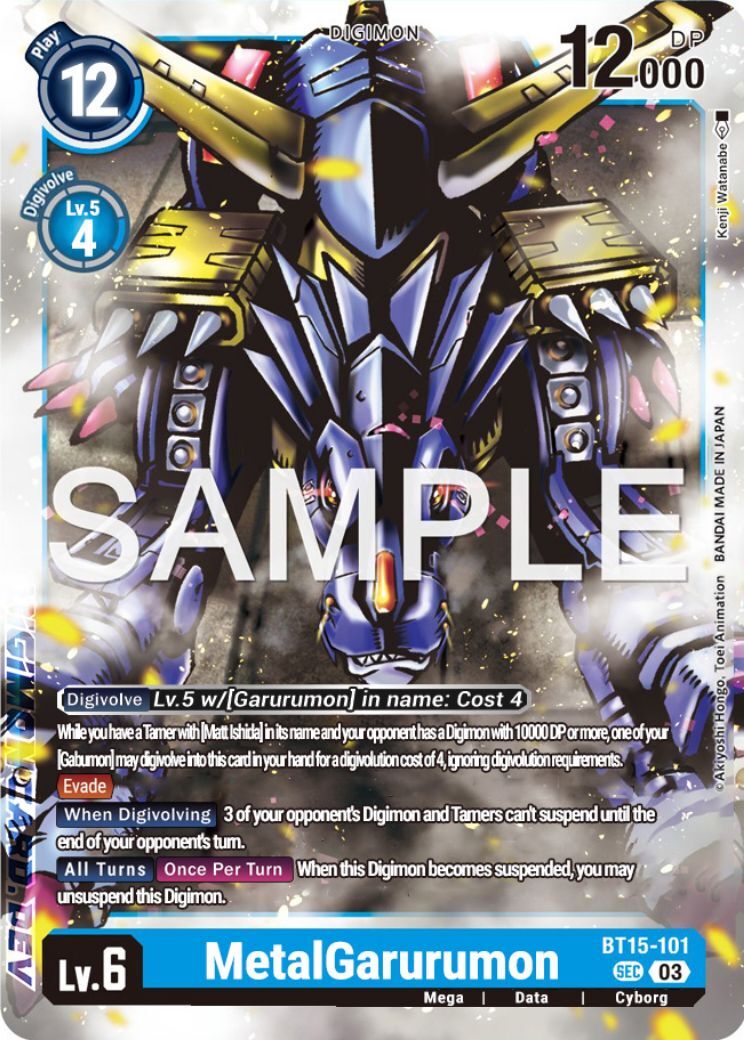 DIGIMON
Play
12
12000
DP
Digivolve
Lv.5
4
Kenji Watanabe
SAMPLE
©Akiyoshi Hongo, Toei Animation BANDAI MADE IN JAPAN
Digivolve Lv.5 w/[Garurumon] in name: Cost 4
While you have a Tamer with [Matt Ishida] in its name and your opponent has a Digimon with 10000 DP or more, one of your
[Gabumon] may digivolve into this card in your hand for a digivolution cost of 4, ignoring digivolution requirements.
Evade
When Digivolving 3 of your opponent's Digimon and Tamers can't suspend until the
end of your opponent's turn.
All Turns Once Per Turn When this Digimon becomes suspended, you may
unsuspend this Digimon.
DIGIMONCARD.DEV
Lv.6
MetalGarurumon
BT15-101
SEC 03
Mega | Data | Cyborg